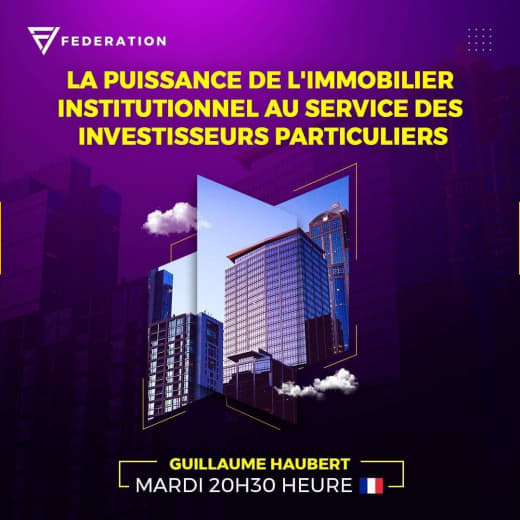 FEDERATION
LA PUISSANCE DE L'IMMOBILIER
INSTITUTIONNEL AU SERVICE DES
INVESTISSEURS PARTICULIERS
GUILLAUME HAUBERT
MARDI 20H30 HEURE